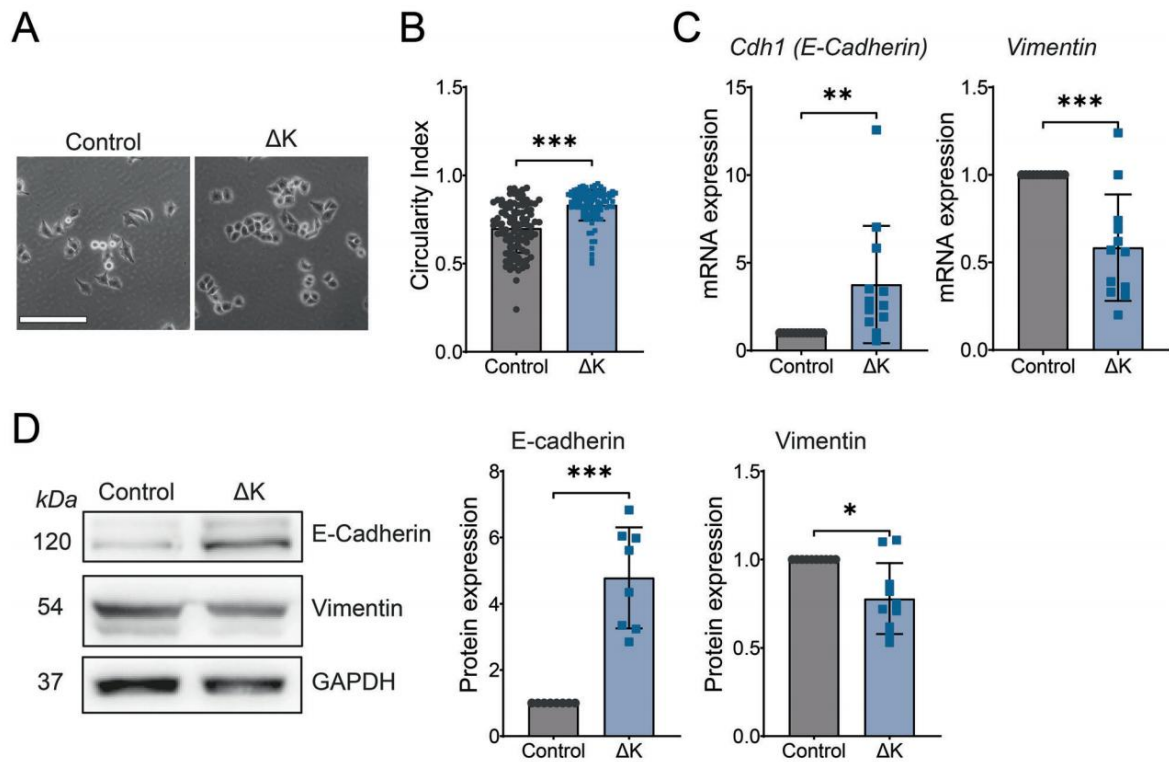 A
Control
ΔK
B
Circularity Index
1.5
1.0
0.5
0.0
***
Control
ΔK
C
Cdh1 (E-Cadherin)
mRNA expression
15
10
5
0
**
Control
ΔK
Vimentin
mRNA expression
1.5
1.0
0.5
0.0
***
Control
ΔK
D
kDa
Control
ΔK
120
E-Cadherin
54
Vimentin
37
GAPDH
E-cadherin
Protein expression
8
6
4
2
0
***
Control
ΔK
Vimentin
Protein expression
1.5
1.0
0.5
0.0
*
Control
ΔK